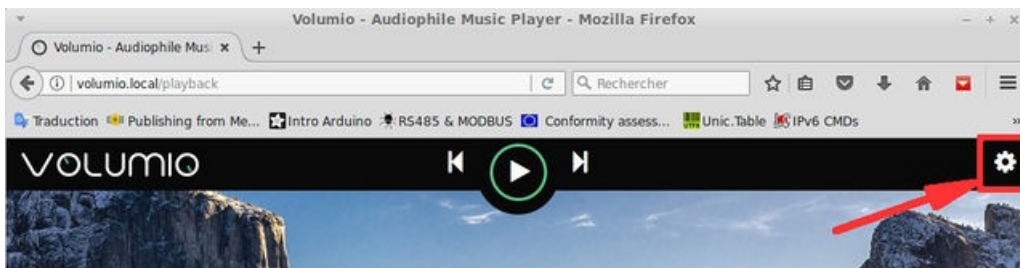 Volumio - Audiophile Music Player - Mozilla Firefox
Volumio - Audiophile Musi
volumio.local/playback Rechercher
Traduction Publishing from Me... Intro Arduino RS485 & MODBUS Conformity assess... UTF8 Unic.Table IPv6 CMDs
VOLUMIO